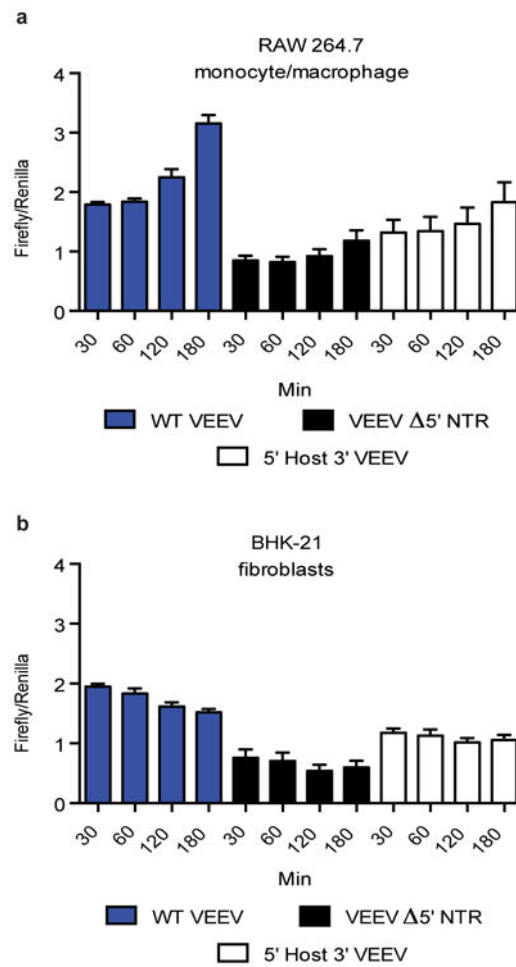 a
RAW 264.7
monocyte/macrophage
Firefly/Renilla
4
3
2
1
0
30 60 120 180 30 60 120 180 30 60 120 180
Min
WT VEEV VEEV Δ5' NTR
5' Host 3' VEEV
b
BHK-21
fibroblasts
Firefly/Renilla
4
3
2
1
0
30 60 120 180 30 60 120 180 30 60 120 180
Min
WT VEEV VEEV Δ5' NTR
5' Host 3' VEEV